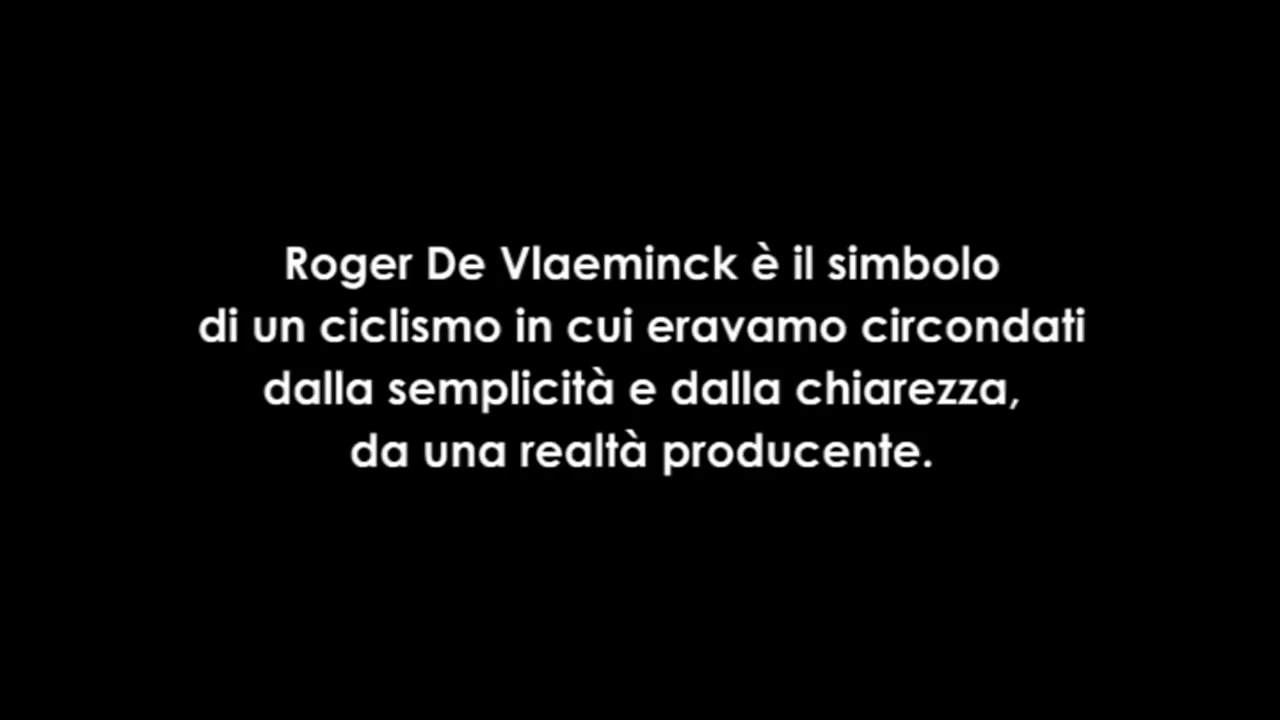 Roger De Vlaeminck è il simbolo
di un ciclismo in cui eravamo circondati
dalla semplicità e dalla chiarezza,
da una realtà producente.